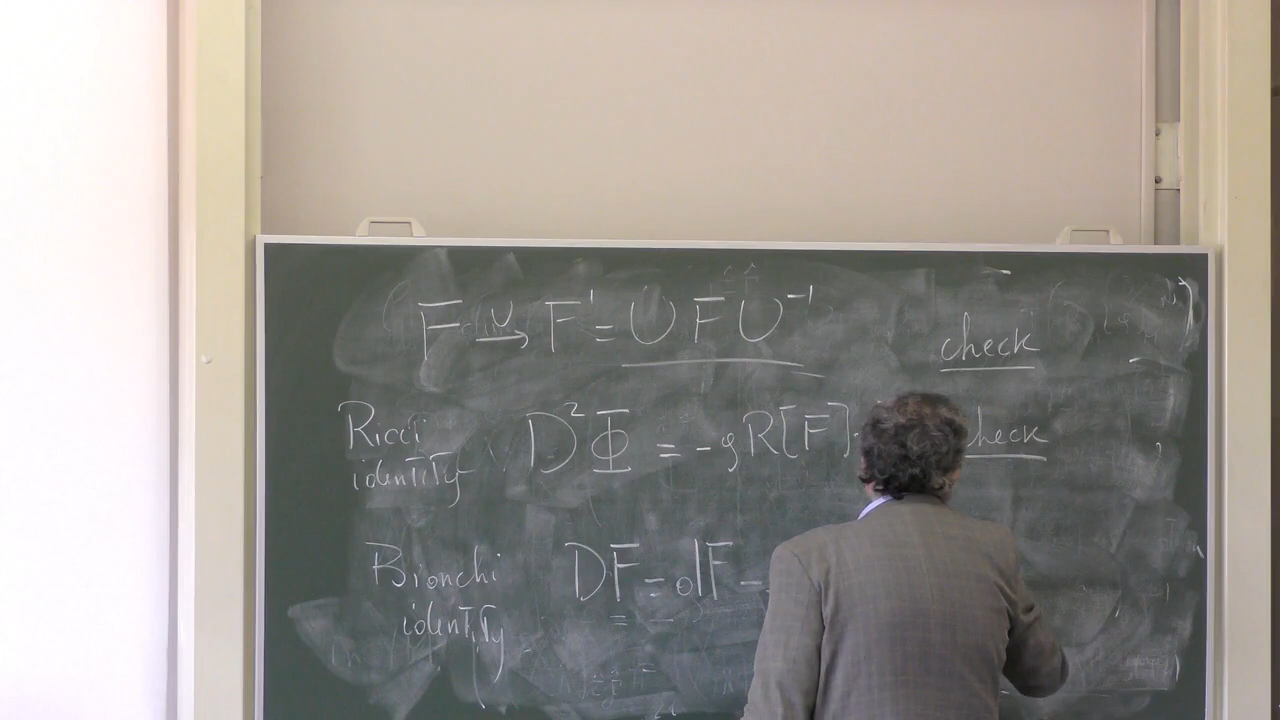 F →U F' = U F U⁻¹ check
Ricci identity D²Φ = -g R[F] check
Bianchi identity DF = dF -